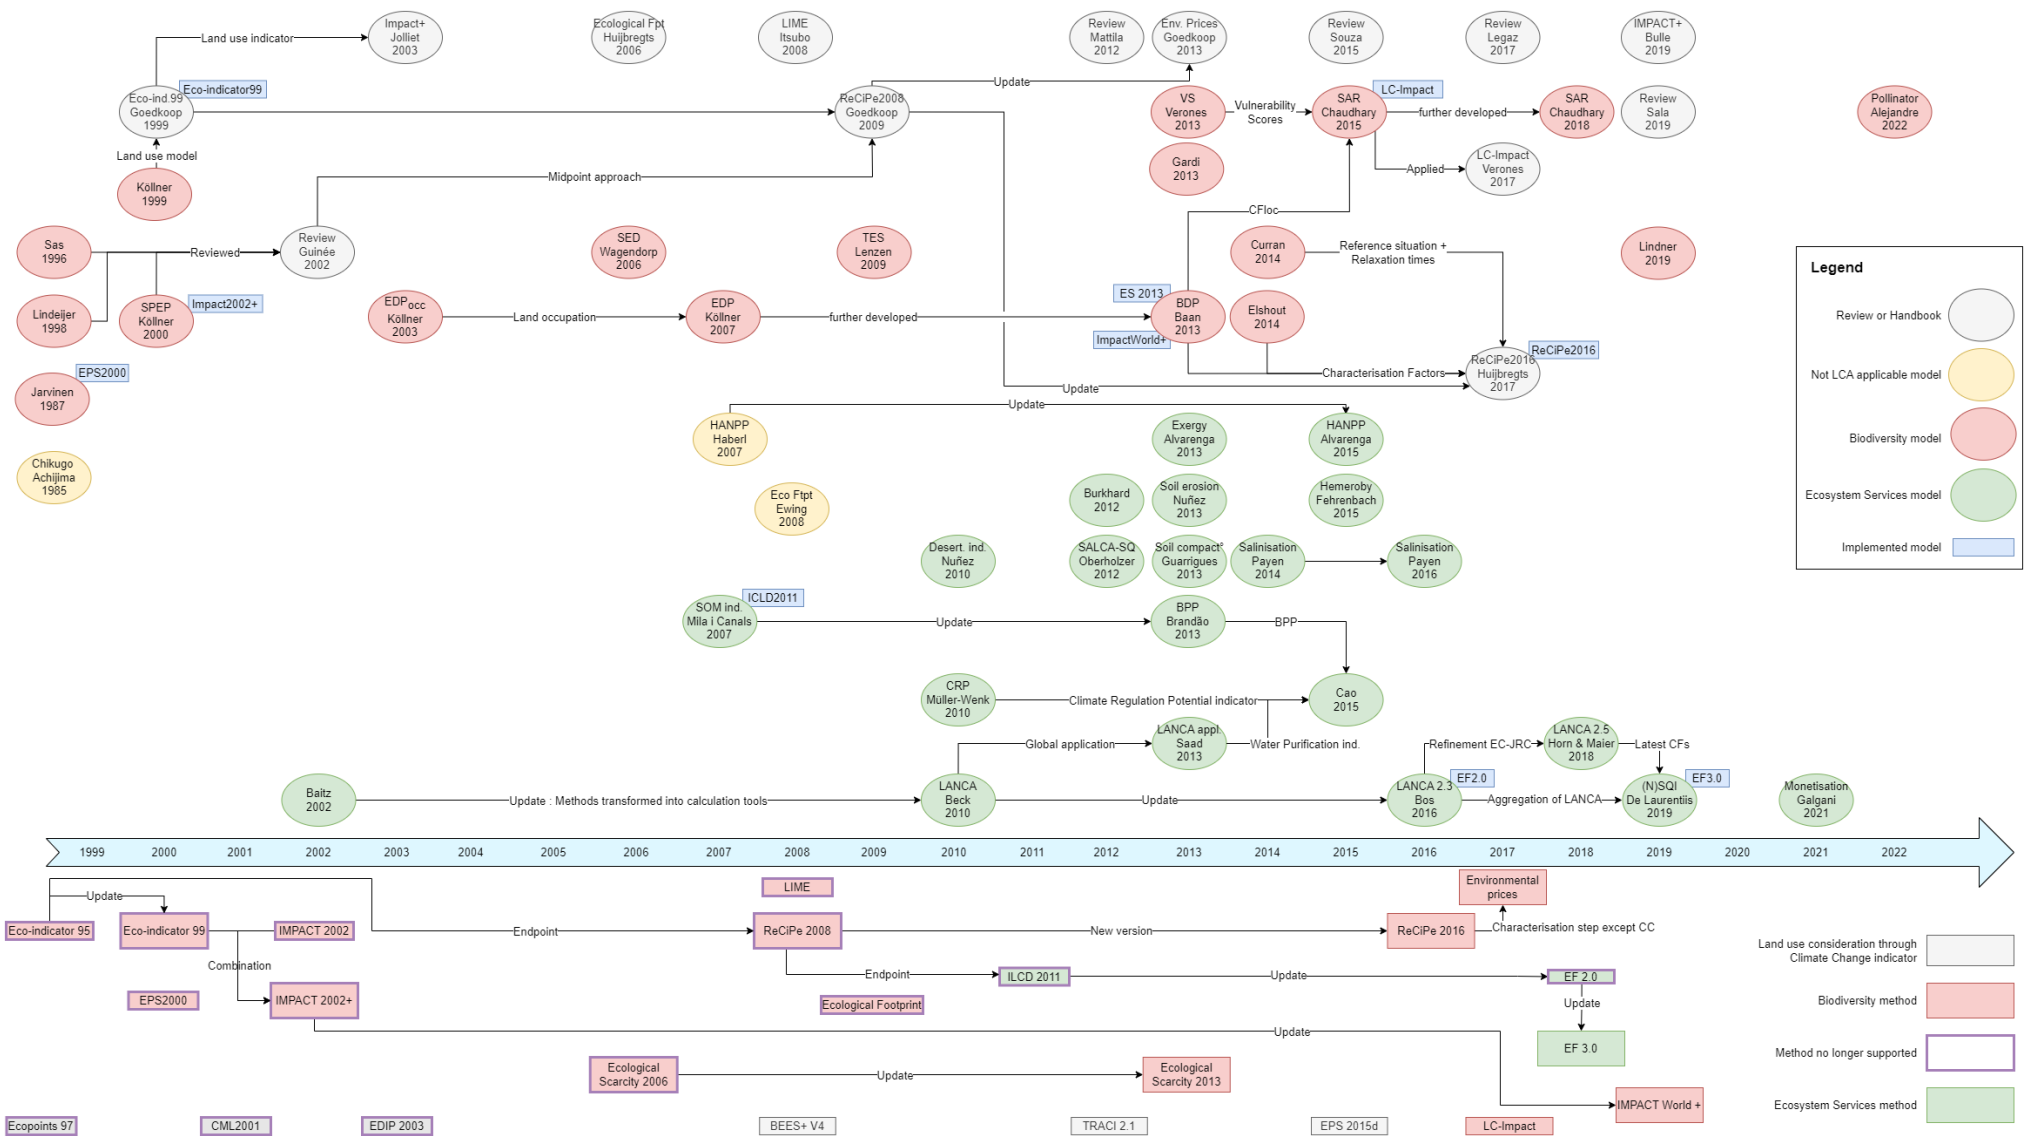 Impact+
Jolliet
2003
Ecological Fpt
Huijbregts
2006
LIME
Itsubo
2008
Review
Mattila
2012
Env. Prices
Goedkoop
2013
Review
Souza
2015
Review
Legaz
2017
IMPACT+
Bulle
2019
Land use indicator
Update
Eco-ind.99
Goedkoop
1999
Eco-indicator99
ReCiPe2008
Goedkoop
2009
VS
Verones
2013
Vulnerability
Scores
SAR
Chaudhary
2015
LC-Impact
further developed
SAR
Chaudhary
2018
Review
Sala
2019
Pollinator
Alejandre
2022
Land use model
Köllner
1999
Midpoint approach
Gardi
2013
Applied
LC-Impact
Verones
2017
CFloc
Sas
1996
Reviewed
Review
Guinée
2002
SED
Wagendorp
2006
TES
Lenzen
2009
Curran
2014
Reference situation +
Relaxation times
Lindner
2019
Lindeijer
1998
SPEP
Köllner
2000
Impact2002+
EDPocc
Köllner
2003
Land occupation
EDP
Köllner
2007
further developed
ES 2013
BDP
Baan
2013
ImpactWorld+
Elshout
2014
ReCiPe2016
Huijbregts
2017
ReCiPe2016
Characterisation Factors
Update
Jarvinen
1987
EPS2000
Update
HANPP
Haberl
2007
Exergy
Alvarenga
2013
HANPP
Alvarenga
2015
Chikugo
Achijima
1985
Eco Ftpt
Ewing
2008
Burkhard
2012
Soil erosion
Nuñez
2013
Hemeroby
Fehrenbach
2015
Desert. ind.
Nuñez
2010
SALCA-SQ
Oberholzer
2012
Soil compact°
Guarrigues
2013
Salinisation
Payen
2014
Salinisation
Payen
2016
SOM ind.
Mila i Canals
2007
ICLD2011
Update
BPP
Brandão
2013
BPP
CRP
Müller-Wenk
2010
Climate Regulation Potential indicator
Cao
2015
Global application
LANCA appl.
Saad
2013
Water Purification ind.
Refinement EC-JRC
LANCA 2.5
Horn & Maier
2018
Latest CFs
Baitz
2002
Update : Methods transformed into calculation tools
LANCA
Beck
2010
Update
LANCA 2.3
Bos
2016
EF2.0
Aggregation of LANCA
(N)SQI
De Laurentiis
2019
EF3.0
Monetisation
Galgani
2021
Legend
Review or Handbook
Not LCA applicable model
Biodiversity model
Ecosystem Services model
Implemented model
1999 2000 2001 2002 2003 2004 2005 2006 2007 2008 2009 2010 2011 2012 2013 2014 2015 2016 2017 2018 2019 2020 2021 2022
Update
LIME
Environmental
prices
Eco-indicator 95
Eco-indicator 99
IMPACT 2002
Endpoint
ReCiPe 2008
New version
ReCiPe 2016
Characterisation step except CC
Combination
Endpoint
ILCD 2011
Update
EF 2.0
EPS2000
IMPACT 2002+
Ecological Footprint
Update
Update
EF 3.0
Ecological
Scarcity 2006
Update
Ecological
Scarcity 2013
IMPACT World +
Ecopoints 97
CML2001
EDIP 2003
BEES+ V4
TRACI 2.1
EPS 2015d
LC-Impact
Land use consideration through
Climate Change indicator
Biodiversity method
Method no longer supported
Ecosystem Services method